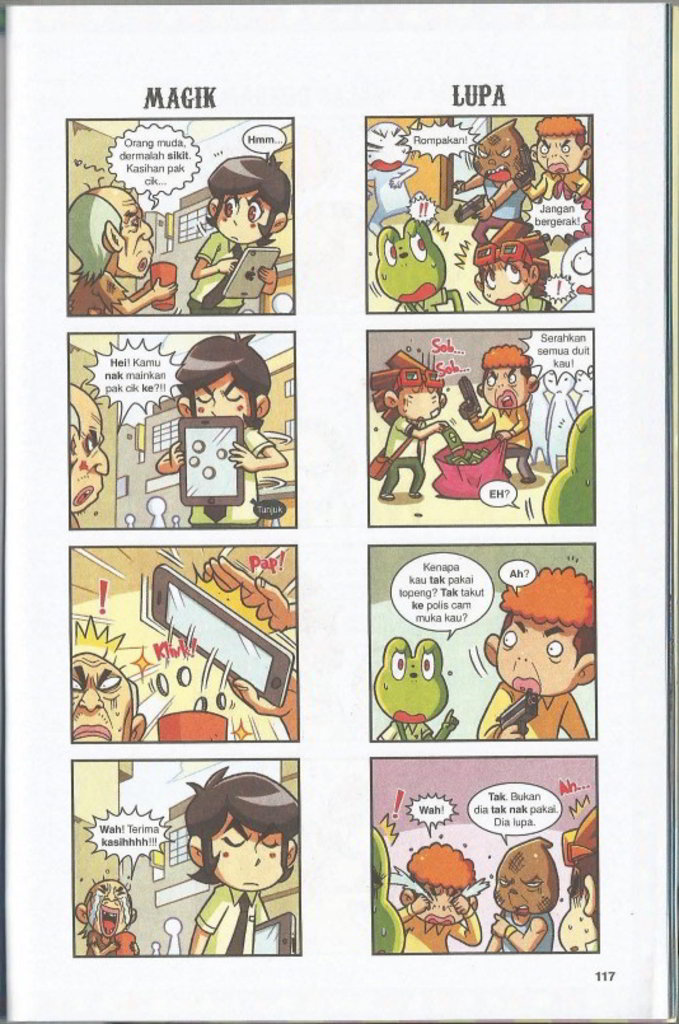 MAGIK
Orang muda,
dermalah sikit.
Kasihan pak
cik...
Hmm...
Hei! Kamu
nak mainkan
pak cik ke?!!
Tunjuk
!
Pap!
Klink!
Wah! Terima
kasihhhh!!!
LUPA
Rompakan!
!!
Jangan
bergerak!
!
Sob...
Sob...
Serahkan
semua duit
kau!
EH?
Kenapa
kau tak pakai
topeng? Tak takut
ke polis cam
muka kau?
Ah?
!
Wah!
Tak. Bukan
dia tak nak pakai.
Dia lupa.
Ah...
117